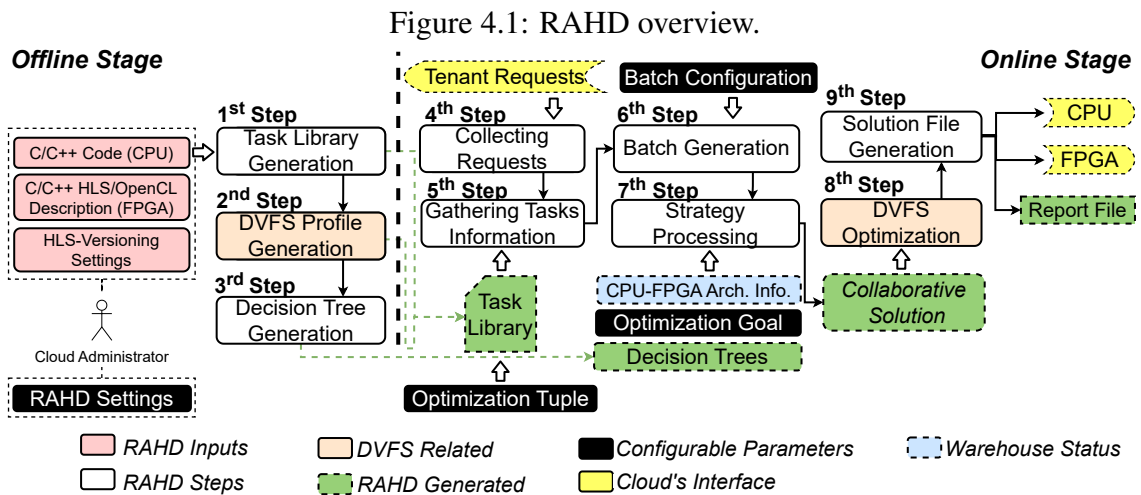 Figure 4.1: RAHD overview.
Offline Stage
Online Stage
C/C++ Code (CPU)
C/C++ HLS/OpenCL
Description (FPGA)
HLS-Versioning
Settings
Cloud Administrator
RAHD Settings
1st Step
Task Library
Generation
2nd Step
DVFS Profile
Generation
3rd Step
Decision Tree
Generation
Tenant Requests
4th Step
Collecting
Requests
5th Step
Gathering Tasks
Information
Task
Library
Optimization Tuple
Batch Configuration
6th Step
Batch Generation
7th Step
Strategy
Processing
CPU-FPGA Arch. Info.
Optimization Goal
Decision Trees
9th Step
Solution File
Generation
8th Step
DVFS
Optimization
Collaborative
Solution
CPU
FPGA
Report File
RAHD Inputs
DVFS Related
Configurable Parameters
Warehouse Status
RAHD Steps
RAHD Generated
Cloud's Interface